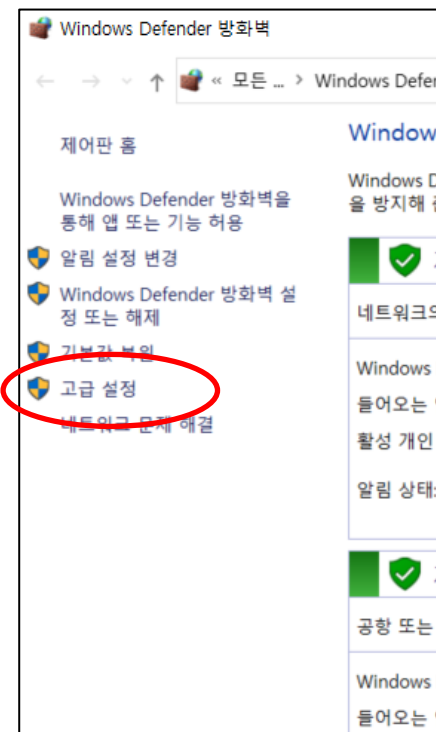 Windows Defender 방화벽
« 모든 ... > Windows Defe
제어판 홈
Windows Defender 방화벽을
통해 앱 또는 기능 허용
알림 설정 변경
Windows Defender 방화벽 설
정 또는 해제
기본값 복원
고급 설정
네트워크 문제 해결
Window
Windows D
을 방지해
네트워크의
Windows
들어오는
활성 개인
알림 상태:
공항 또는
Windows
들어오는